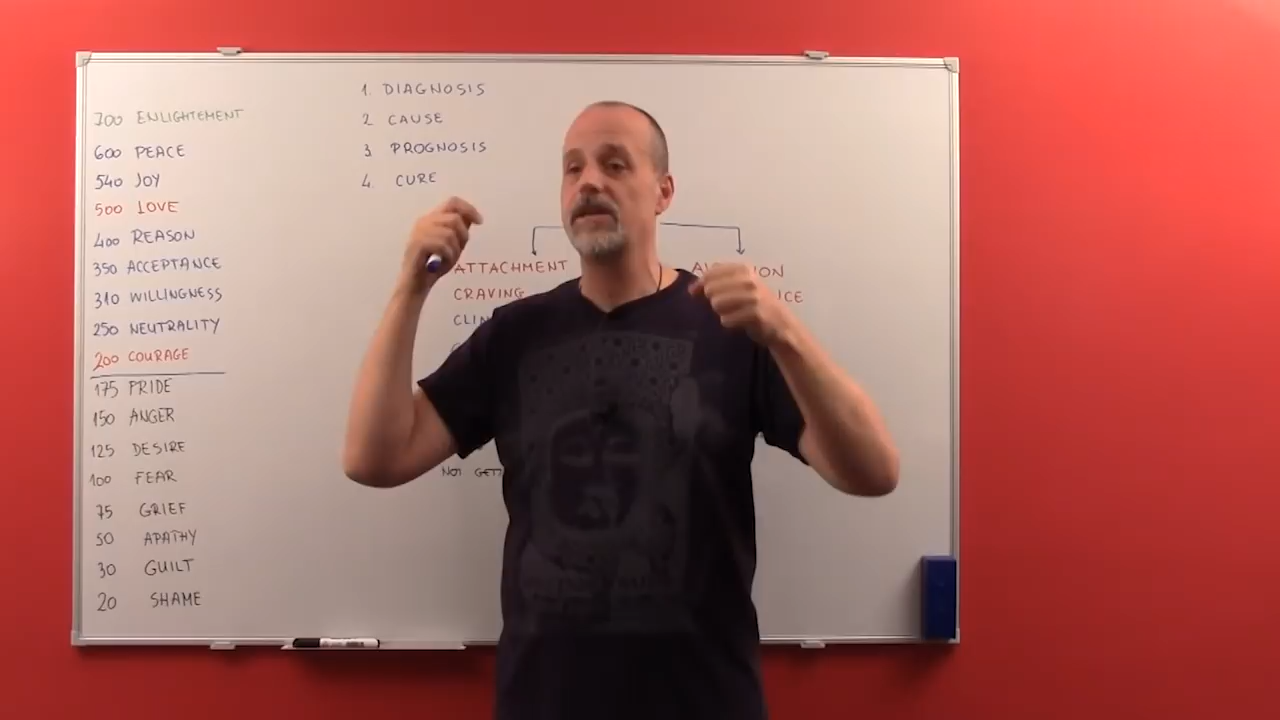 700 ENLIGHTEMENT
600 PEACE
540 JOY
500 LOVE
400 REASON
350 ACCEPTANCE
310 WILLINGNESS
250 NEUTRALITY
200 COURAGE
175 PRIDE
150 ANGER
125 DESIRE
100 FEAR
75 GRIEF
50 APATHY
30 GUILT
20 SHAME
1. DIAGNOSIS
2 CAUSE
3 PROGNOSIS
4. CURE
ATTACHMENT
CRAVING
NOT